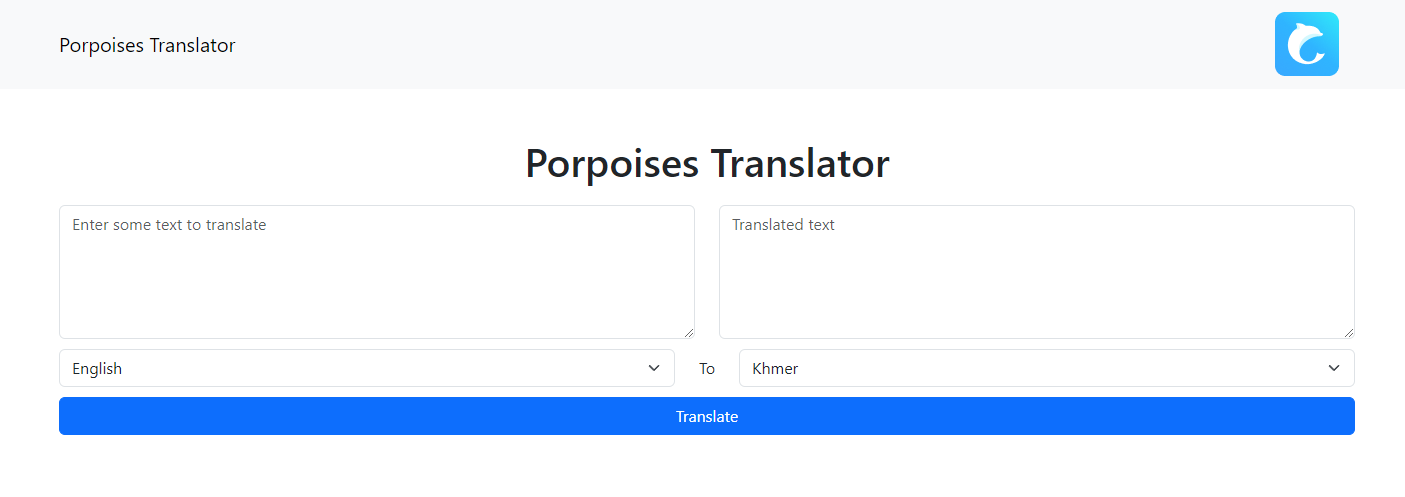 Porpoises Translator
Porpoises Translator
Enter some text to translate
Translated text
English
To
Khmer
Translate